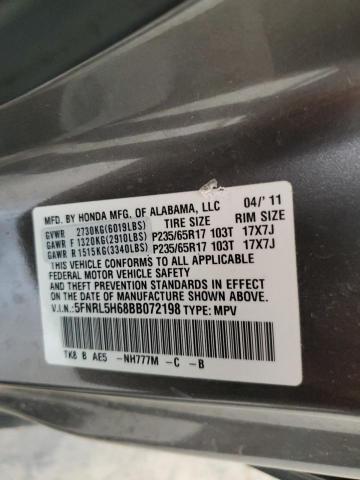 MFD. BY HONDA MFG. OF ALABAMA, LLC 04/'11
GVWR 2730KG(6019LBS) TIRE SIZE RIM SIZE
GAWR F 1320KG(2910LBS) P235/65R17 103T 17X7J
GAWR R 1515KG(3340LBS) P235/65R17 103T 17X7J
THIS VEHICLE CONFORMS TO ALL APPLICABLE
FEDERAL MOTOR VEHICLE SAFETY AND
THEFT PREVENTION STANDARDS IN EFFECT ON
THE DATE OF MANUFACTURE SHOWN ABOVE.
V.I.N.:5FNRL5H68BB072198 TYPE: MPV
TK8 B AE5 -NH777M -C -B